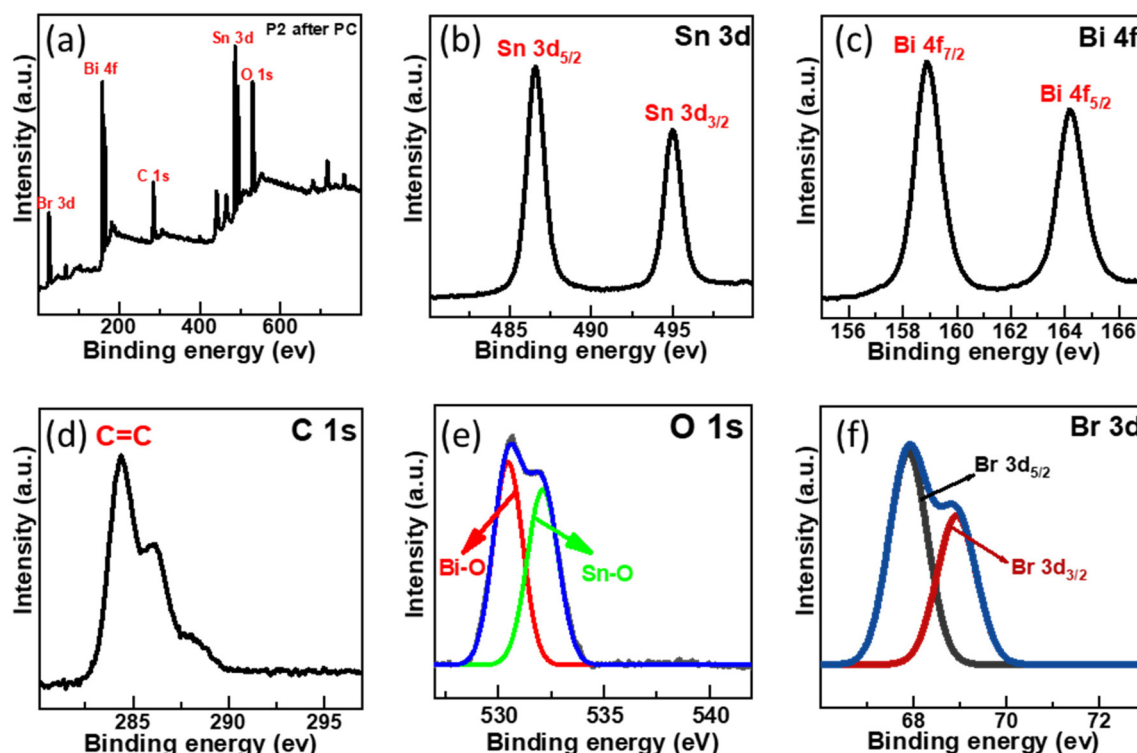 (a)
P2 after PC
Br 3d
Bi 4f
C 1s
Sn 3d
O 1s
Intensity (a.u.)
200 400 600
Binding energy (ev)
(b)
Sn 3d
Sn 3d5/2
Sn 3d3/2
Intensity (a.u.)
485 490 495
Binding energy (ev)
(c)
Bi 4f
Bi 4f7/2
Bi 4f5/2
Intensity (a.u.)
156 158 160 162 164 166
Binding energy (ev)
(d)
C 1s
C=C
Intensity (a.u.)
285 290 295
Binding energy (ev)
(e)
O 1s
Bi-O
Sn-O
Intensity (a.u.)
530 535 540
Binding energy (eV)
(f)
Br 3d
Br 3d5/2
Br 3d3/2
Intensity (a.u.)
68 70 72
Binding energy (ev)